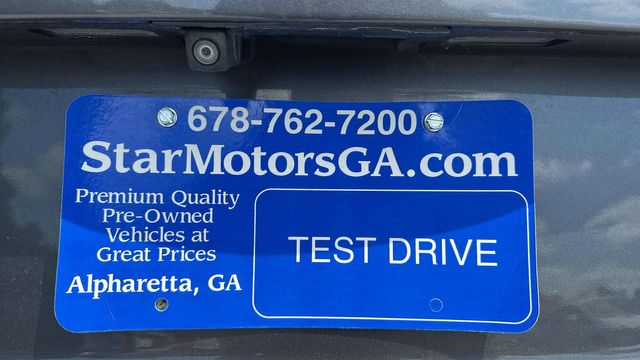 678-762-7200
StarMotorsGA.com
Premium Quality
Pre-Owned
Vehicles at
Great Prices
Alpharetta, GA
TEST DRIVE